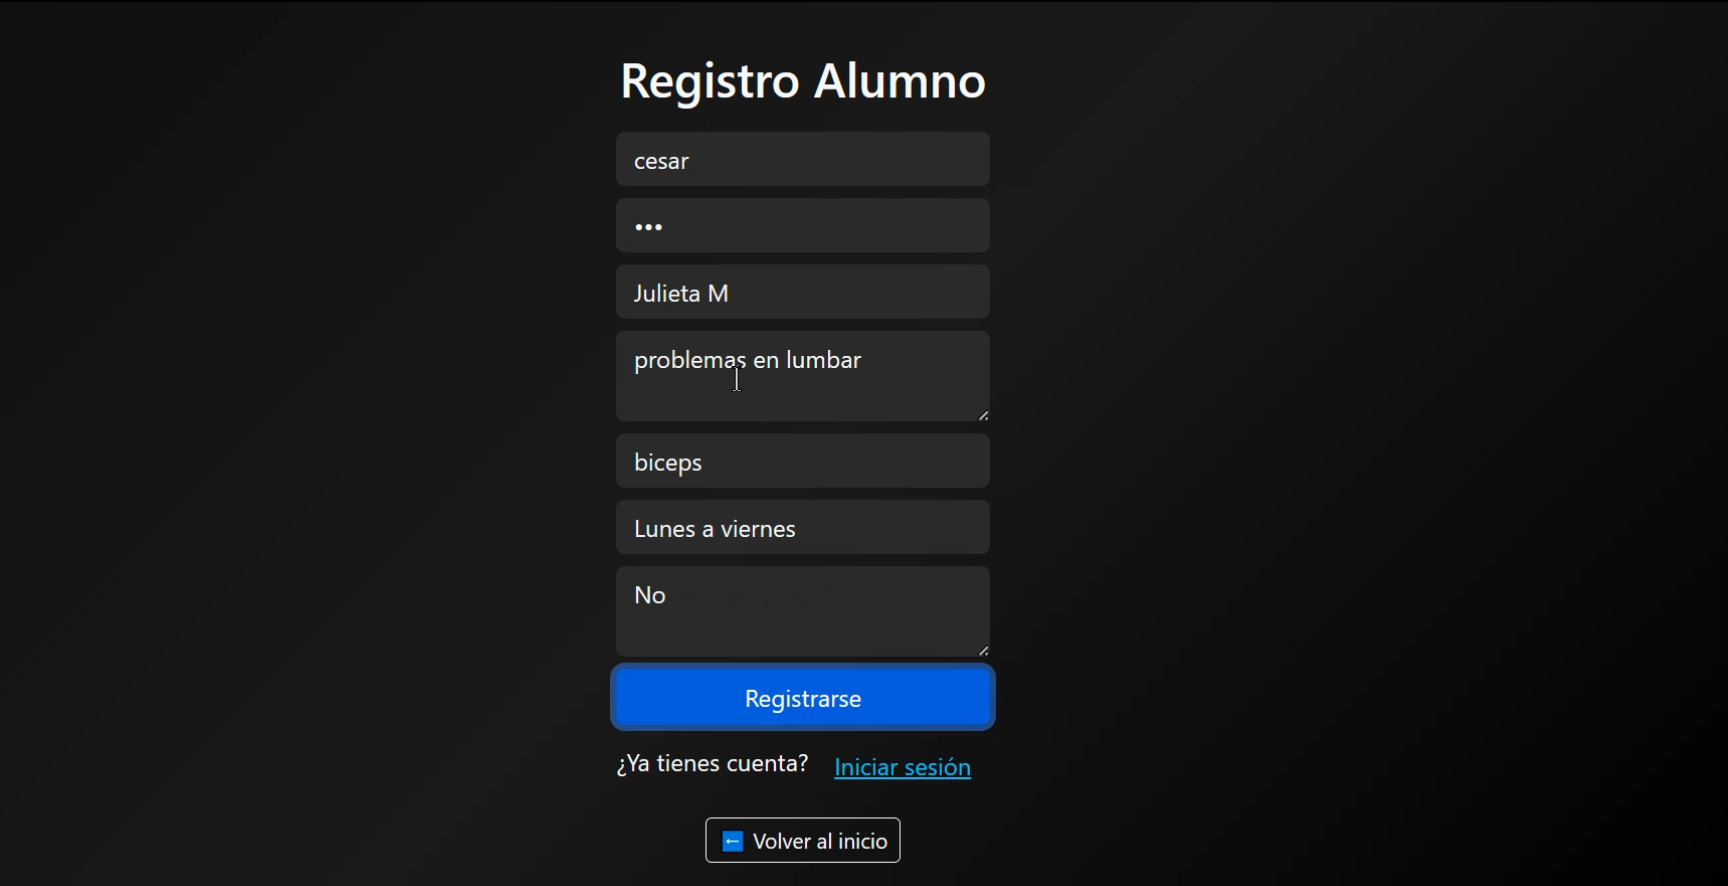 Registro Alumno
cesar
•••
Julieta M
problemas en lumbar
biceps
Lunes a viernes
No
Registrarse
¿Ya tienes cuenta? Iniciar sesión
← Volver al inicio